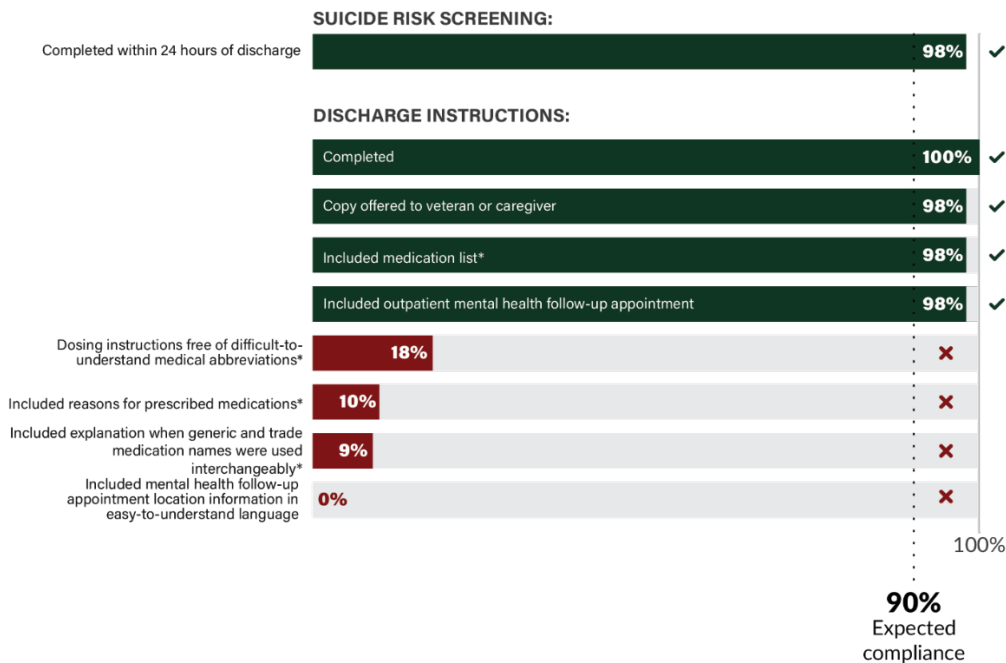 SUICIDE RISK SCREENING:
Completed within 24 hours of discharge
98%
DISCHARGE INSTRUCTIONS:
Completed
100%
Copy offered to veteran or caregiver
98%
Included medication list*
98%
Included outpatient mental health follow-up appointment
98%
Dosing instructions free of difficult-to-
understand medical abbreviations*
18%
Included reasons for prescribed medications*
10%
Included explanation when generic and trade
medication names were used
interchangeably*
9%
Included mental health follow-up
appointment location information in
easy-to-understand language
0%
100%
90%
Expected
compliance